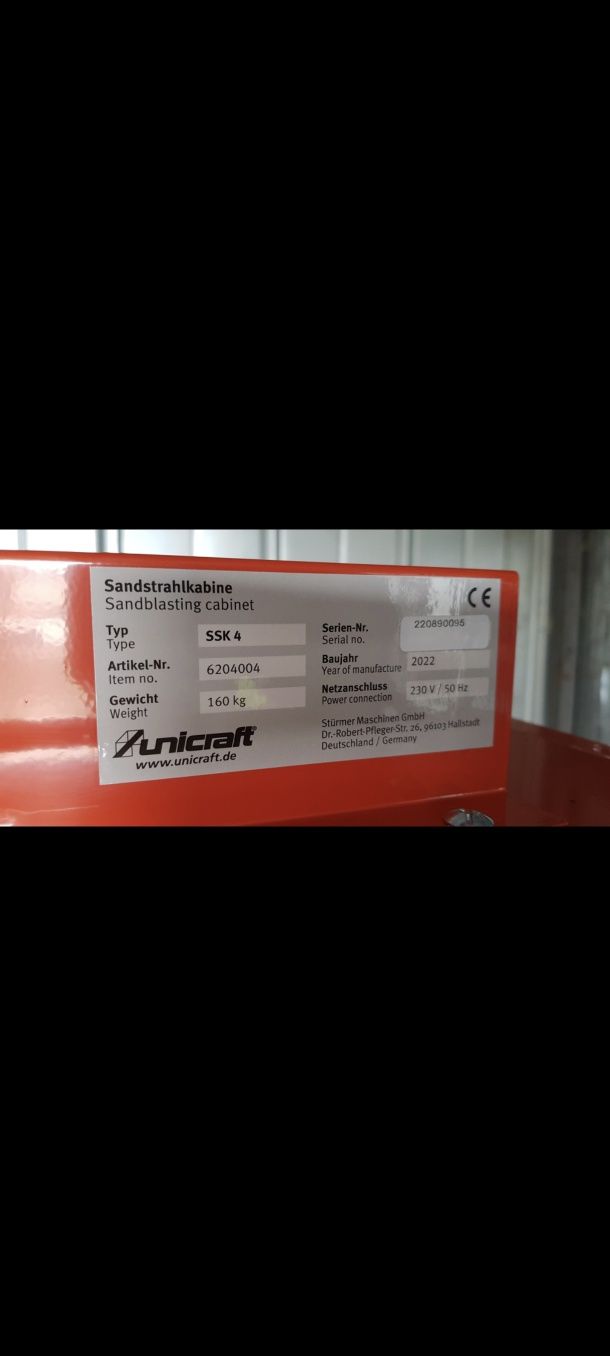 Sandstrahlkabine
Sandblasting cabinet
CE
Typ
Type
SSK 4
Artikel-Nr.
Item no.
6204004
Gewicht
Weight
160 kg
unicraft®
www.unicraft.de
Serien-Nr.
Serial no.
220890095
Baujahr
Year of manufacture
2022
Netzanschluss
Power connection
230 V / 50 Hz
Stürmer Maschinen GmbH
Dr.-Robert-Pfleger-Str. 26, 96103 Hallstadt
Deutschland / Germany